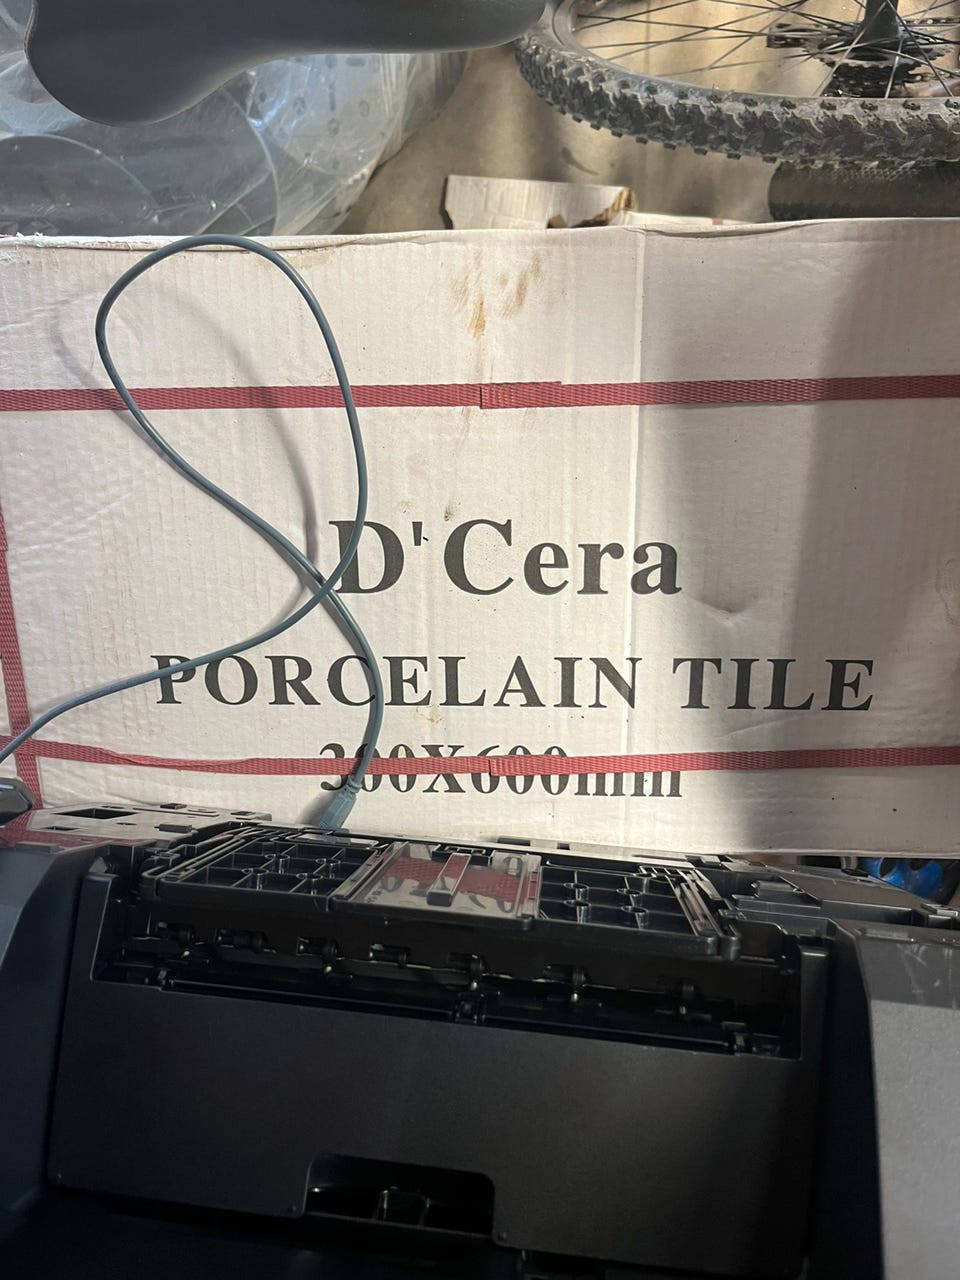 D'Cera
PORCELAIN TILE
300X600mm